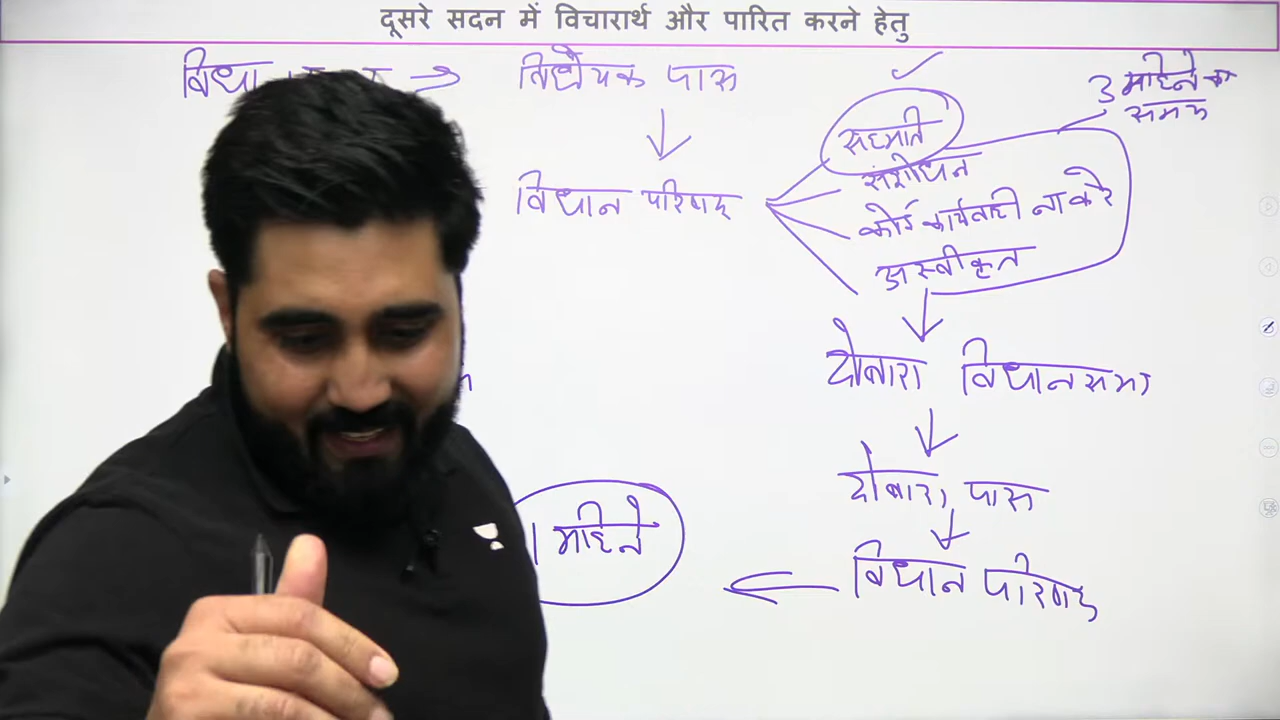 दूसरे सदन में विचारार्थ और पारित करने हेतु
विधा → विधेयक पास
3 महिने का
समय
सहमति
संशोधन
विधान परिषद
कोई कार्यवाही ना करे
अस्वीकृत
दोबारा विधानसभा
दोबारा पास
1 महिने
विधान परिषद